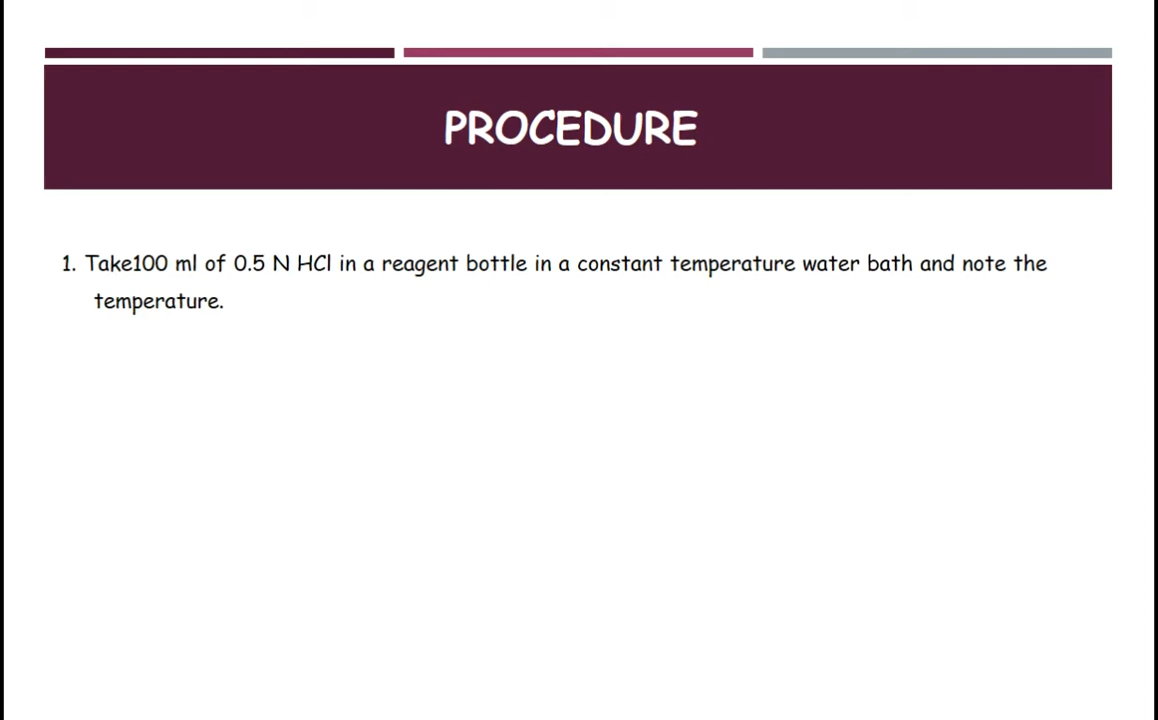 PROCEDURE
1. Take100 ml of 0.5 N HCl in a reagent bottle in a constant temperature water bath and note the
temperature.